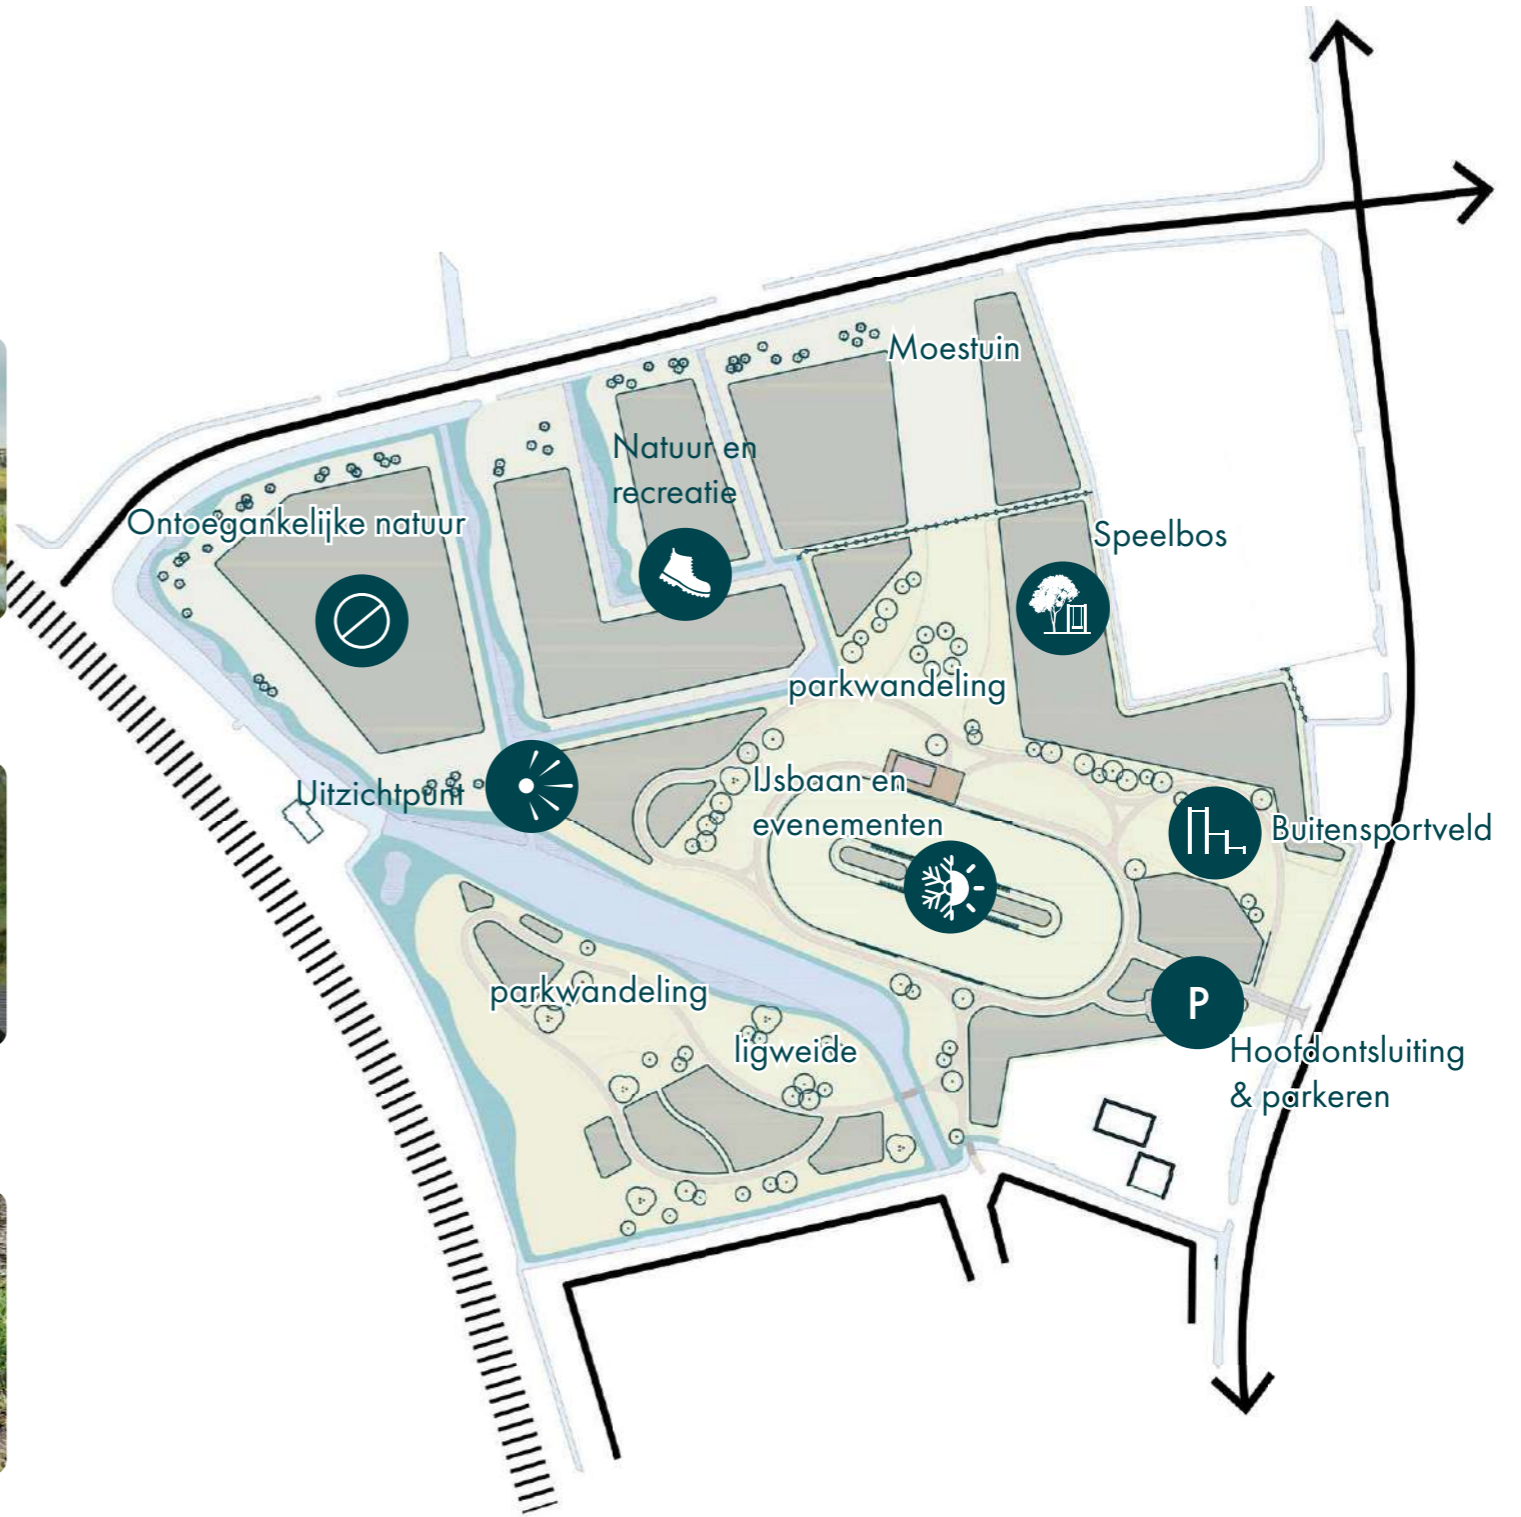 Moestuin
Natuur en
recreatie
Ontoegankelijke natuur
Speelbos
parkwandeling
Uitzichtpunt
IJsbaan en
evenementen
Buitensportveld
parkwandeling
P
ligweide
Hoofdontsluiting
& parkeren